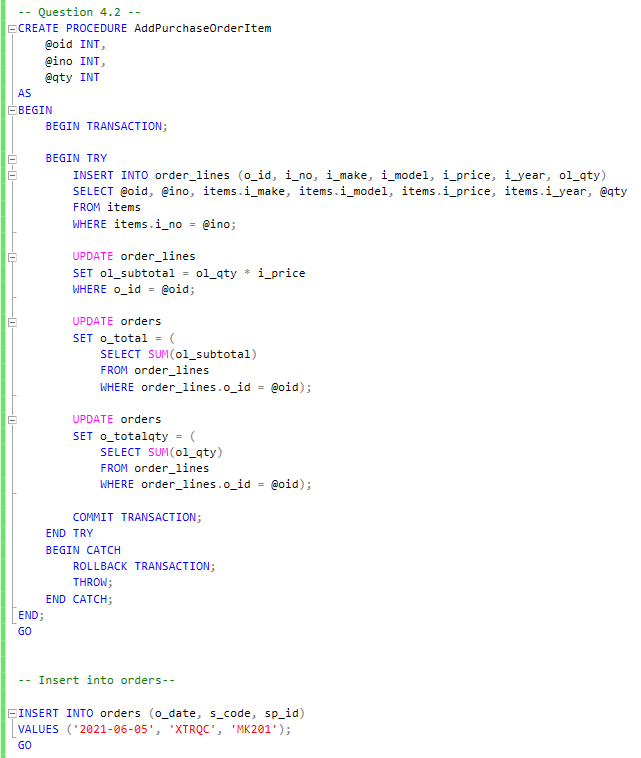 -- Question 4.2 --
CREATE PROCEDURE AddPurchaseOrderItem
    @oid INT,
    @ino INT,
    @qty INT
AS
BEGIN
    BEGIN TRANSACTION;

    BEGIN TRY
        INSERT INTO order_lines (o_id, i_no, i_make, i_model, i_price, i_year, ol_qty)
        SELECT @oid, @ino, items.i_make, items.i_model, items.i_price, items.i_year, @qty
        FROM items
        WHERE items.i_no = @ino;

        UPDATE order_lines
        SET ol_subtotal = ol_qty * i_price
        WHERE o_id = @oid;

        UPDATE orders
        SET o_total = (
            SELECT SUM(ol_subtotal)
            FROM order_lines
            WHERE order_lines.o_id = @oid);

        UPDATE orders
        SET o_totalqty = (
            SELECT SUM(ol_qty)
            FROM order_lines
            WHERE order_lines.o_id = @oid);

        COMMIT TRANSACTION;
    END TRY
    BEGIN CATCH
        ROLLBACK TRANSACTION;
        THROW;
    END CATCH;
END;
GO

-- Insert into orders--

INSERT INTO orders (o_date, s_code, sp_id)
VALUES ('2021-06-05', 'XTRQC', 'MK201');
GO